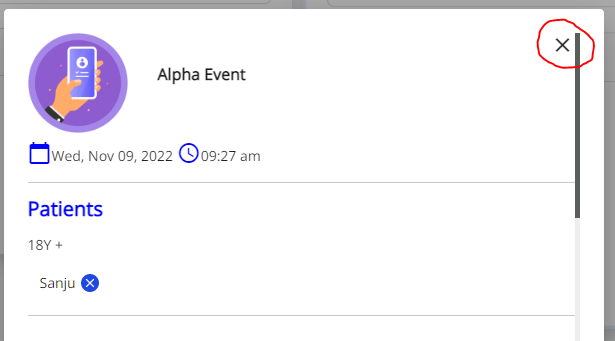 Alpha Event
Wed, Nov 09, 2022 09:27 am
Patients
18Y +
Sanju